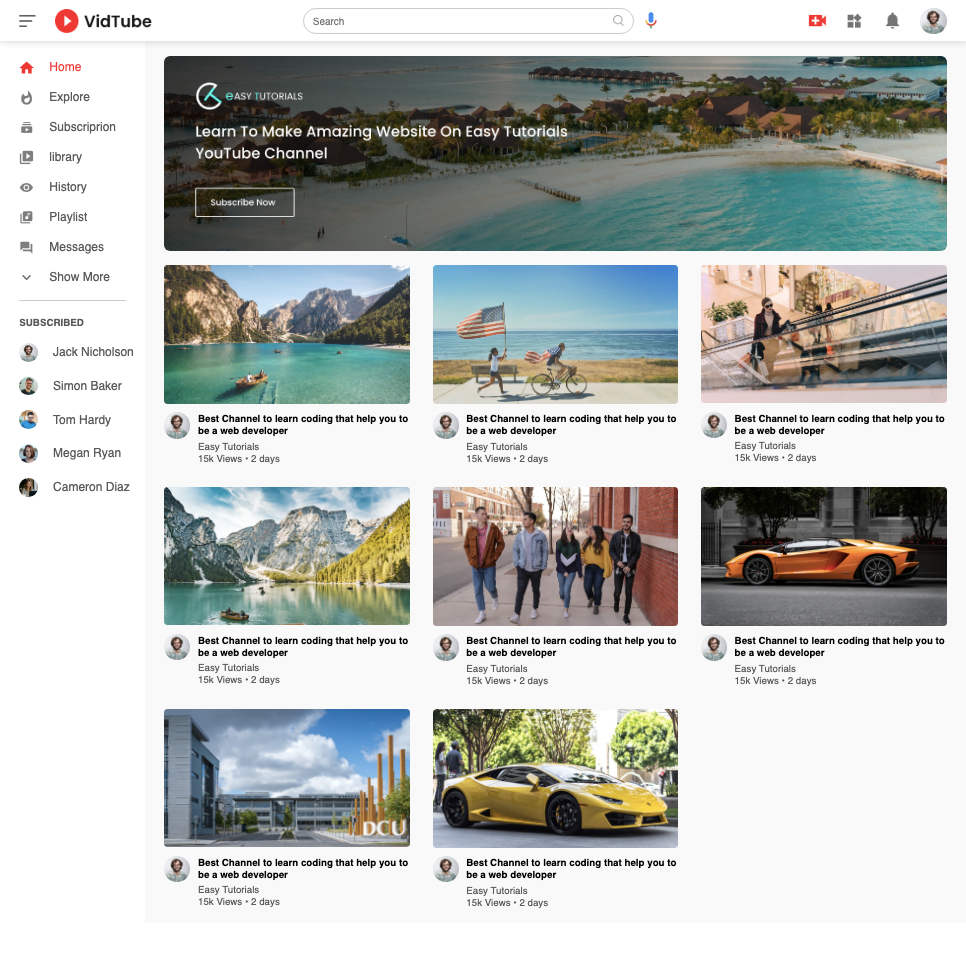 VidTube
Search
Home
Explore
Subscriprion
library
History
Playlist
Messages
Show More
SUBSCRIBED
Jack Nicholson
Simon Baker
Tom Hardy
Megan Ryan
Cameron Diaz
eASY TUTORIALS
Learn To Make Amazing Website On Easy Tutorials
YouTube Channel
Subscribe Now
Best Channel to learn coding that help you to
be a web developer
Easy Tutorials
15k Views • 2 days
Best Channel to learn coding that help you to
be a web developer
Easy Tutorials
15k Views • 2 days
Best Channel to learn coding that help you to
be a web developer
Easy Tutorials
15k Views • 2 days
Best Channel to learn coding that help you to
be a web developer
Easy Tutorials
15k Views • 2 days
Best Channel to learn coding that help you to
be a web developer
Easy Tutorials
15k Views • 2 days
Best Channel to learn coding that help you to
be a web developer
Easy Tutorials
15k Views • 2 days
DCU
Best Channel to learn coding that help you to
be a web developer
Easy Tutorials
15k Views • 2 days
Best Channel to learn coding that help you to
be a web developer
Easy Tutorials
15k Views • 2 days